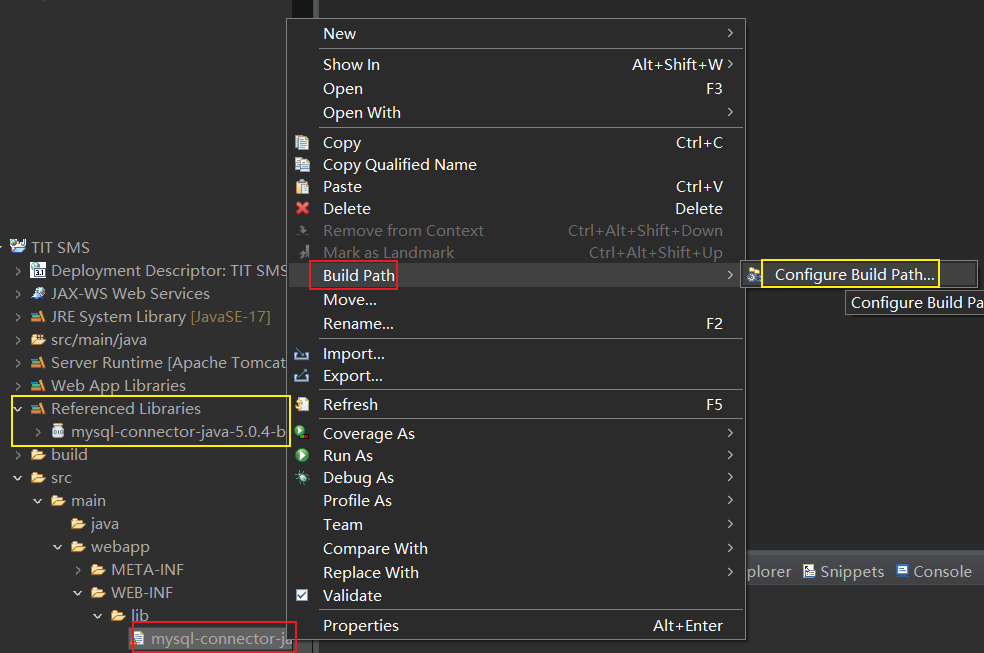 New
Show In Alt+Shift+W
Open F3
Open With
Copy Ctrl+C
Copy Qualified Name
Paste Ctrl+V
Delete Delete
Remove from Context Ctrl+Alt+Shift+Down
Mark as Landmark Ctrl+Alt+Shift+Up
Build Path
Configure Build Path...
Configure Build Pa
Move...
Rename... F2
Import...
Export...
Refresh F5
Coverage As
Run As
Debug As
Profile As
Team
Compare With
Replace With
Validate
Properties Alt+Enter
TIT SMS
Deployment Descriptor: TIT SMS
JAX-WS Web Services
JRE System Library [JavaSE-17]
src/main/java
Server Runtime [Apache Tomcat
Web App Libraries
Referenced Libraries
mysql-connector-java-5.0.4-b
build
src
main
java
webapp
META-INF
WEB-INF
lib
mysql-connector-ja
plorer Snippets Console